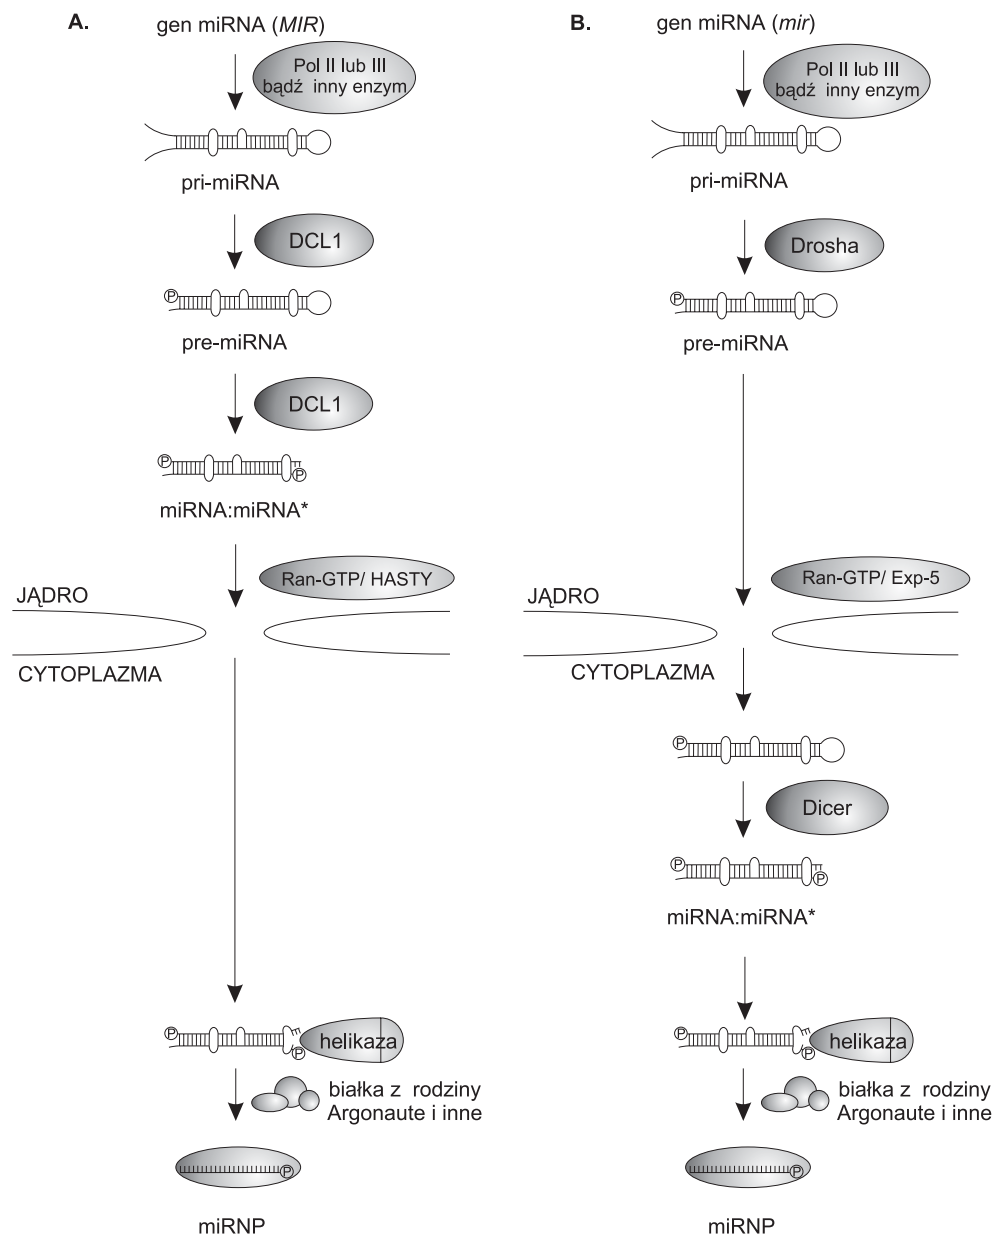 A.
gen miRNA (MIR)
Pol II lub III
bądź inny enzym
pri-miRNA
DCL1
P
pre-miRNA
DCL1
P
P
miRNA:miRNA*
Ran-GTP/ HASTY
JĄDRO
CYTOPLAZMA
P
P
helikaza
białka z rodziny
Argonaute i inne
P
miRNP
B.
gen miRNA (mir)
Pol II lub III
bądź inny enzym
pri-miRNA
Drosha
P
pre-miRNA
Ran-GTP/ Exp-5
JĄDRO
CYTOPLAZMA
P
Dicer
P
P
miRNA:miRNA*
P
P
helikaza
białka z rodziny
Argonaute i inne
P
miRNP